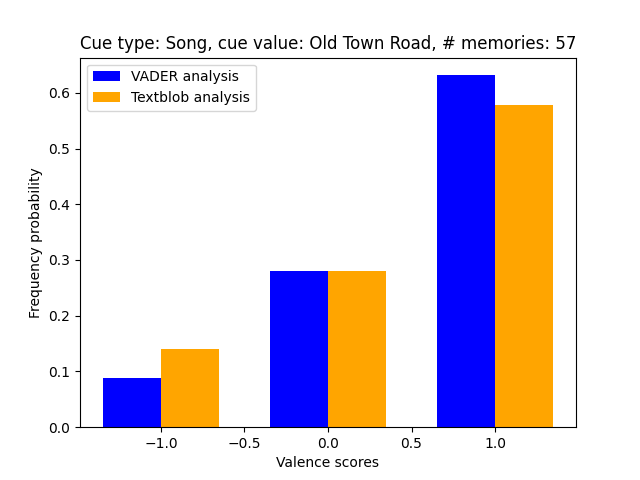 Cue type: Song, cue value: Old Town Road, # memories: 57
VADER analysis
Textblob analysis
Frequency probability
0.6
0.5
0.4
0.3
0.2
0.1
0.0
−1.0 −0.5 0.0 0.5 1.0
Valence scores